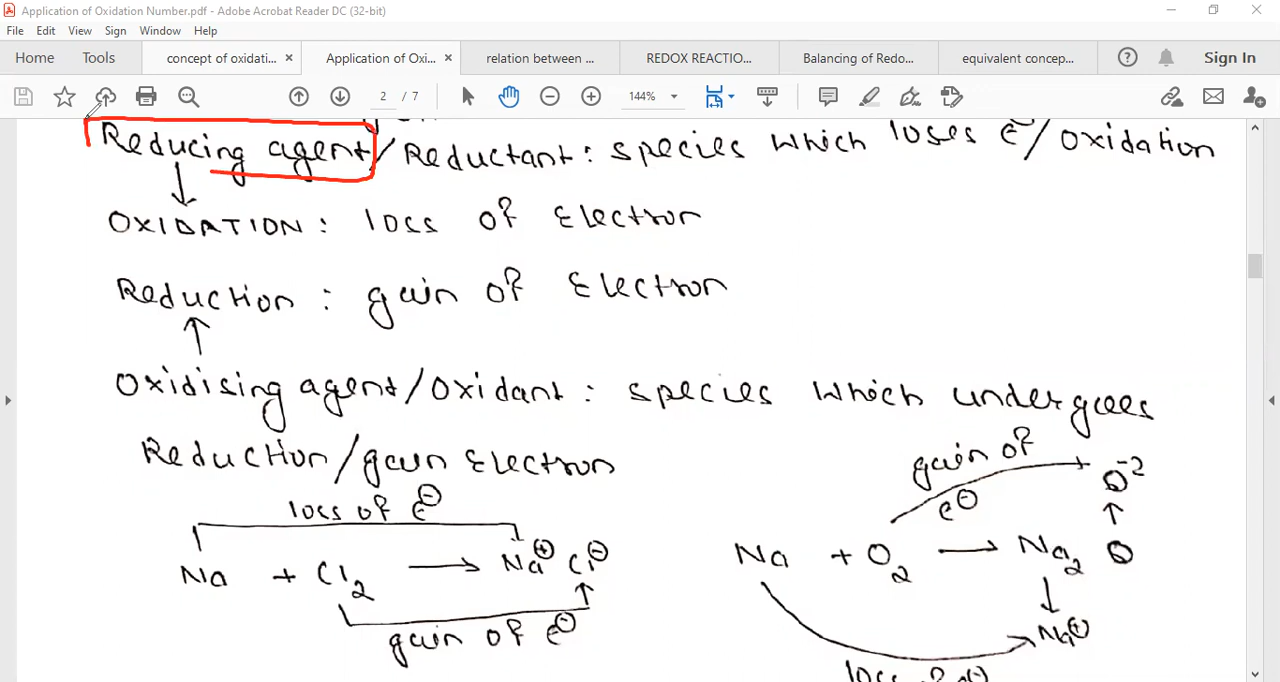 Application of Oxidation Number.pdf - Adobe Acrobat Reader DC (32-bit)
File Edit View Sign Window Help
Home Tools concept of oxidati... × Application of Oxi... × relation between ... REDOX REACTIO... Balancing of Redo... equivalent concep... Sign In
2 / 7 144%
Reducing agent/Reductant: species which loses e⁻/oxidation
OXIDATION: loss of Electron
Reduction: gain of Electron
Oxidising agent/Oxidant: species which undergoes
Reduction/gain Electron
loss of e⊖
Na + Cl2 → Na⊕ Cl⊖
gain of e⊖
gain of e⊖
O⁻²
Na + O2 → Na2 O
Na⊕
loss of